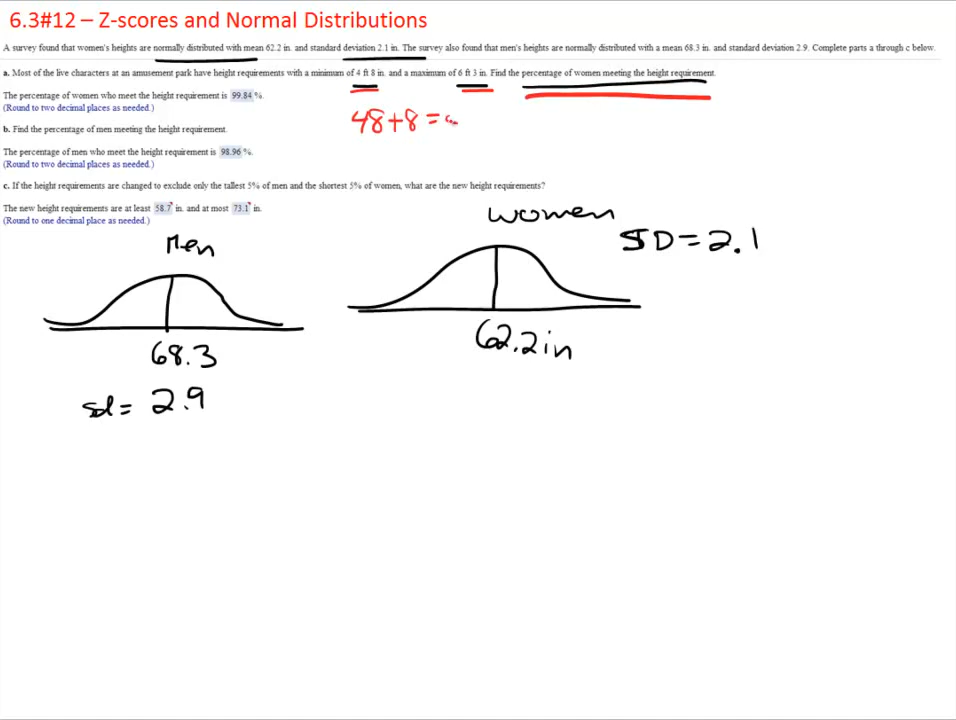 6.3#12 – Z-scores and Normal Distributions
A survey found that women's heights are normally distributed with mean 62.2 in. and standard deviation 2.1 in. The survey also found that men's heights are normally distributed with a mean 68.3 in. and standard deviation 2.9. Complete parts a through c below.
a. Most of the live characters at an amusement park have height requirements with a minimum of 4 ft 8 in. and a maximum of 6 ft 3 in. Find the percentage of women meeting the height requirement.
The percentage of women who meet the height requirement is 99.84 %.
(Round to two decimal places as needed.)
48+8=
b. Find the percentage of men meeting the height requirement.
The percentage of men who meet the height requirement is 98.96 %.
(Round to two decimal places as needed.)
c. If the height requirements are changed to exclude only the tallest 5% of men and the shortest 5% of women, what are the new height requirements?
The new height requirements are at least 58.7 in. and at most 73.1 in.
(Round to one decimal place as needed.)
Men
women
SD=2.1
68.3
62.2in
sd= 2.9